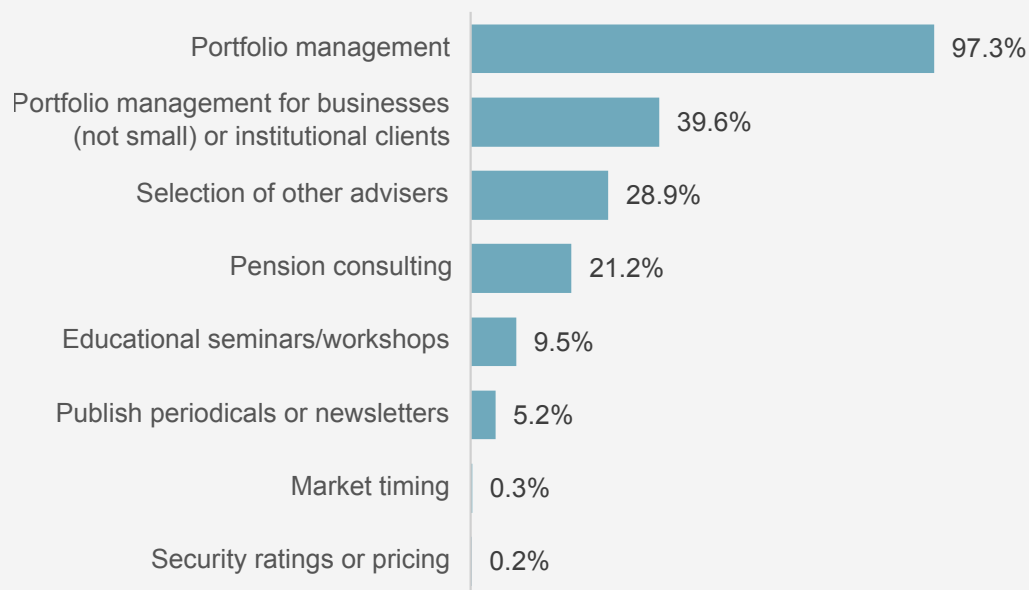 Portfolio management
97.3%
Portfolio management for businesses
(not small) or institutional clients
39.6%
Selection of other advisers
28.9%
Pension consulting
21.2%
Educational seminars/workshops
9.5%
Publish periodicals or newsletters
5.2%
Market timing
0.3%
Security ratings or pricing
0.2%